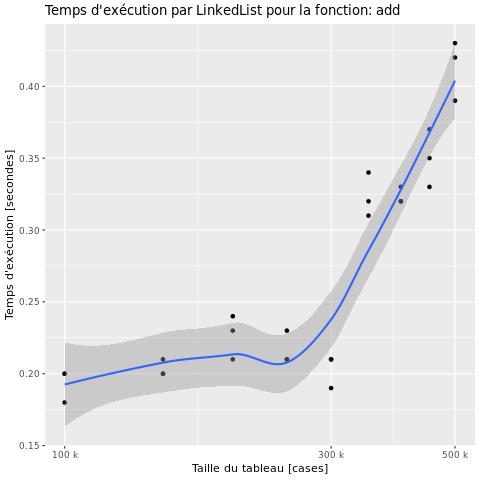 Temps d'exécution par LinkedList pour la fonction: add
0.40
0.35
0.30
0.25
0.20
0.15
Temps d'exécution [secondes]
100 k
300 k
500 k
Taille du tableau [cases]